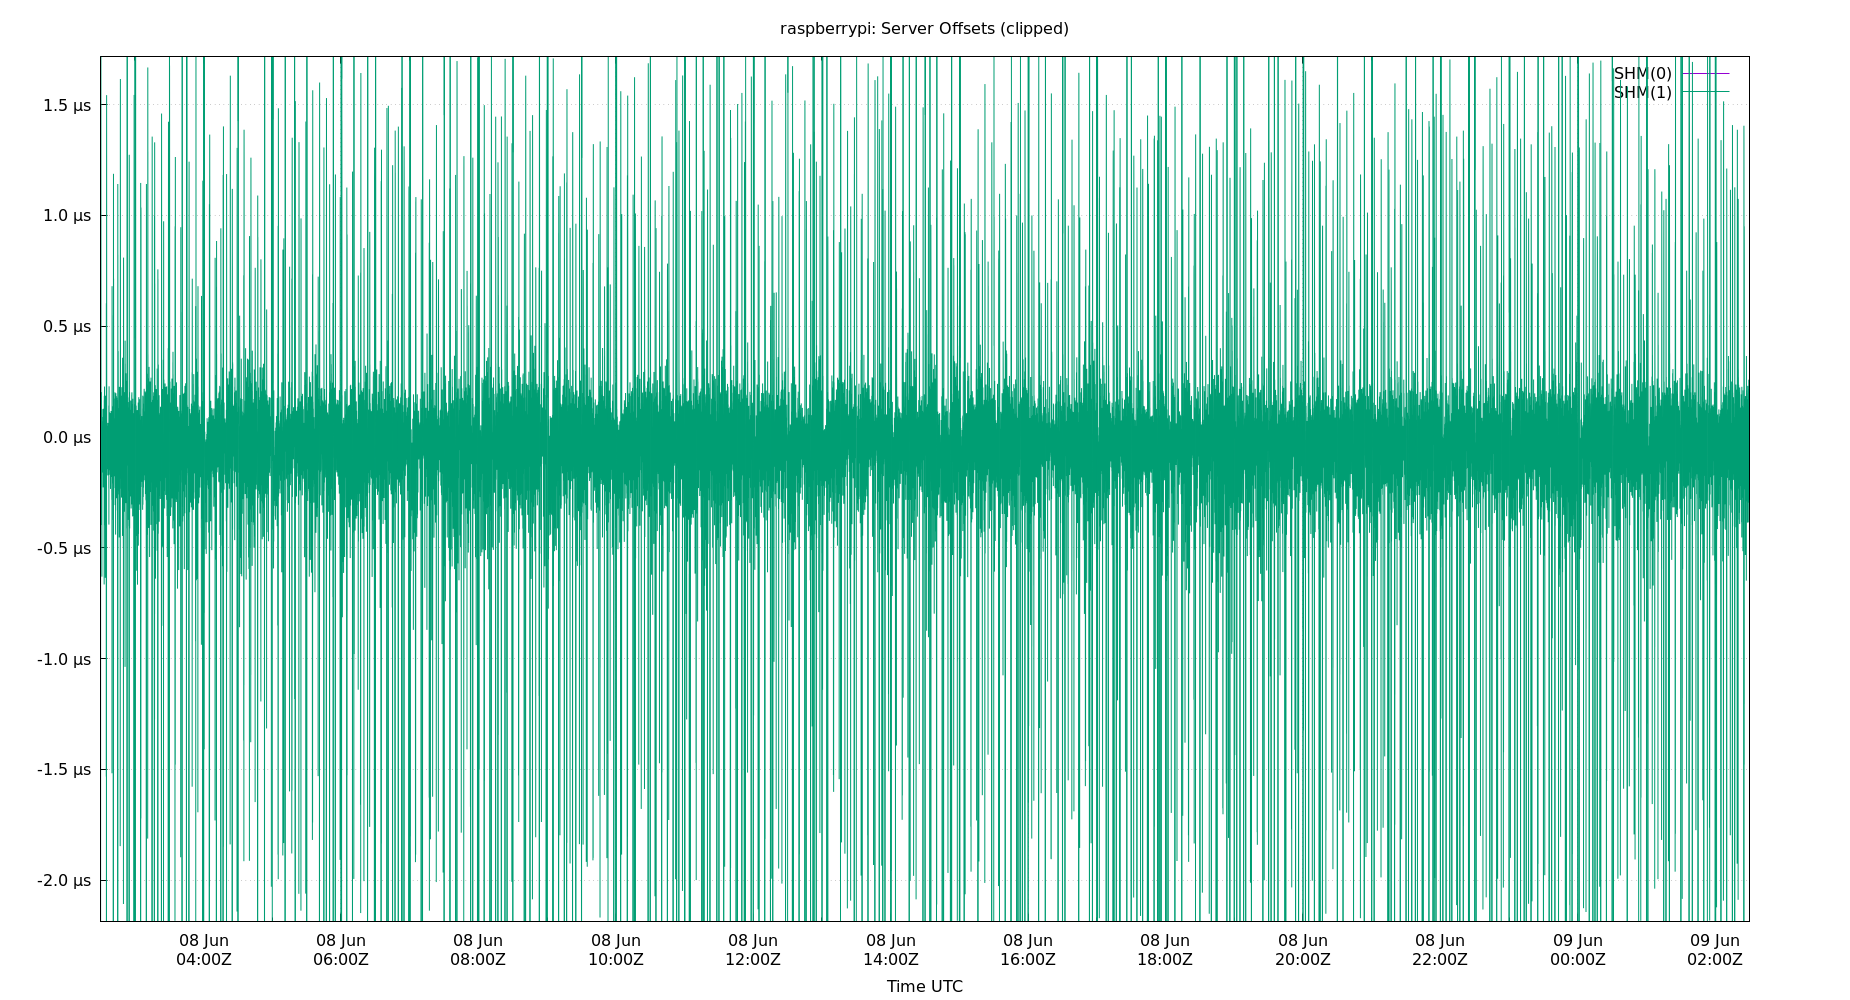 raspberrypi: Server Offsets (clipped)
SHM(0)
SHM(1)
1.5 µs
1.0 µs
0.5 µs
0.0 µs
-0.5 µs
-1.0 µs
-1.5 µs
-2.0 µs
08 Jun 08 Jun 08 Jun 08 Jun 08 Jun 08 Jun 08 Jun 08 Jun 08 Jun 08 Jun 09 Jun 09 Jun
04:00Z 06:00Z 08:00Z 10:00Z 12:00Z 14:00Z 16:00Z 18:00Z 20:00Z 22:00Z 00:00Z 02:00Z
Time UTC